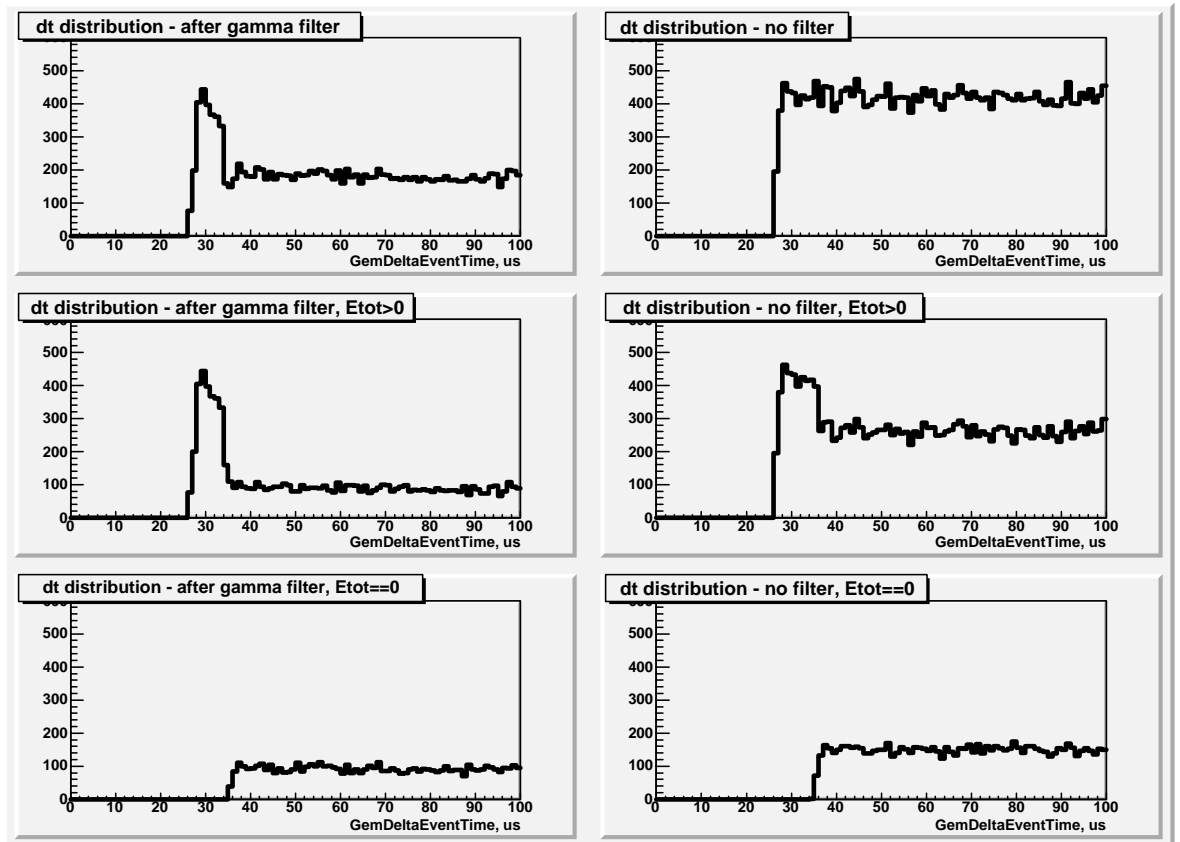 dt distribution - after gamma filter
500
400
300
200
100
0
0 10 20 30 40 50 60 70 80 90 100
GemDeltaEventTime, us
dt distribution - no filter
500
400
300
200
100
0
0 10 20 30 40 50 60 70 80 90 100
GemDeltaEventTime, us
dt distribution - after gamma filter, Etot>0
500
400
300
200
100
0
0 10 20 30 40 50 60 70 80 90 100
GemDeltaEventTime, us
dt distribution - no filter, Etot>0
500
400
300
200
100
0
0 10 20 30 40 50 60 70 80 90 100
GemDeltaEventTime, us
dt distribution - after gamma filter, Etot==0
500
400
300
200
100
0
0 10 20 30 40 50 60 70 80 90 100
GemDeltaEventTime, us
dt distribution - no filter, Etot==0
500
400
300
200
100
0
0 10 20 30 40 50 60 70 80 90 100
GemDeltaEventTime, us